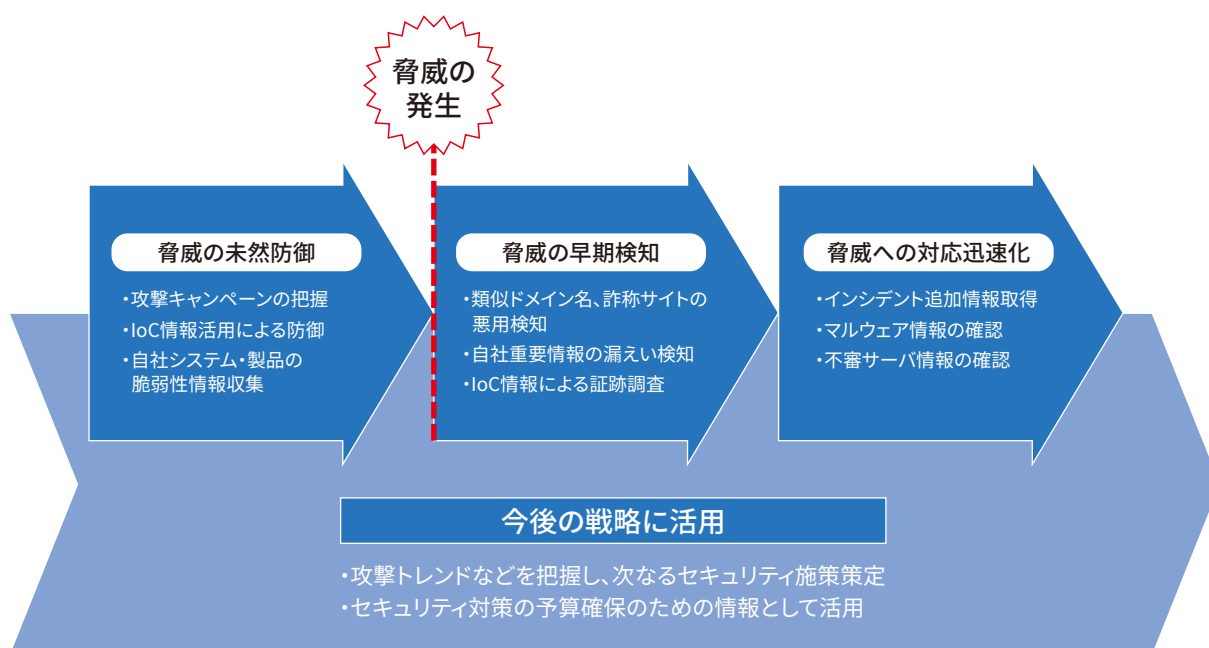 脅威の
発生
脅威の未然防御
・攻撃キャンペーンの把握
・IoC情報活用による防御
・自社システム・製品の
脆弱性情報収集
脅威の早期検知
・類似ドメイン名、詐称サイトの
悪用検知
・自社重要情報の漏えい検知
・IoC情報による証跡調査
脅威への対応迅速化
・インシデント追加情報取得
・マルウェア情報の確認
・不審サーバ情報の確認
今後の戦略に活用
・攻撃トレンドなどを把握し、次なるセキュリティ施策策定
・セキュリティ対策の予算確保のための情報として活用